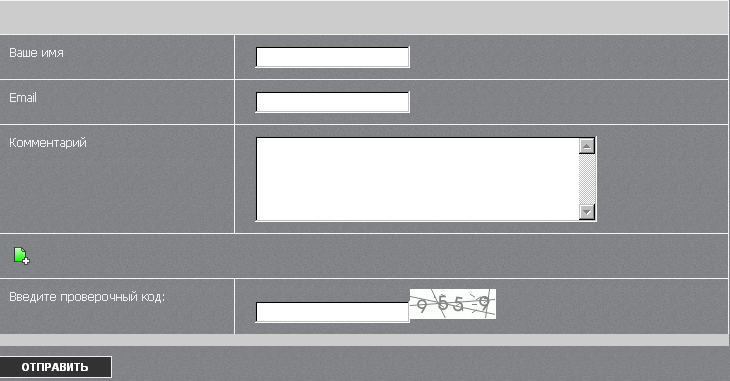 Ваше имя
Email
Комментарий
Введите проверочный код:
ОТПРАВИТЬ